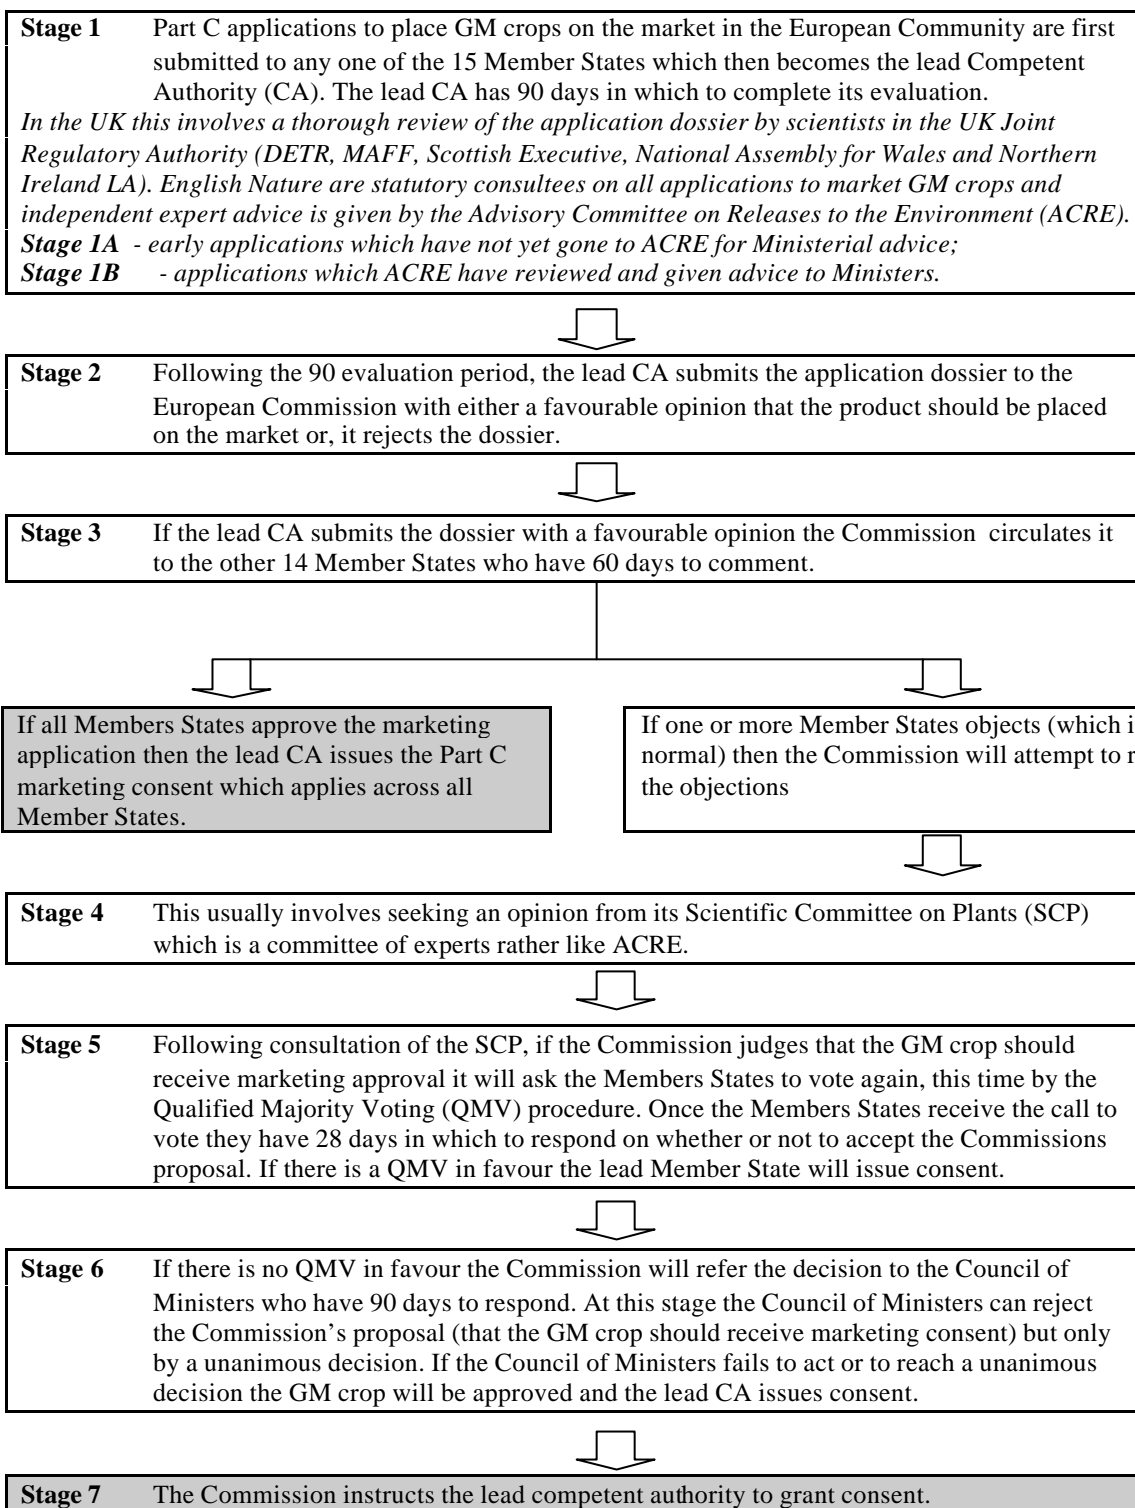 Stage 1 Part C applications to place GM crops on the market in the European Community are first
submitted to any one of the 15 Member States which then becomes the lead Competent
Authority (CA). The lead CA has 90 days in which to complete its evaluation.
In the UK this involves a thorough review of the application dossier by scientists in the UK Joint
Regulatory Authority (DETR, MAFF, Scottish Executive, National Assembly for Wales and Northern
Ireland LA). English Nature are statutory consultees on all applications to market GM crops and
independent expert advice is given by the Advisory Committee on Releases to the Environment (ACRE).
Stage 1A - early applications which have not yet gone to ACRE for Ministerial advice;
Stage 1B - applications which ACRE have reviewed and given advice to Ministers.
Stage 2 Following the 90 evaluation period, the lead CA submits the application dossier to the
European Commission with either a favourable opinion that the product should be placed
on the market or, it rejects the dossier.
Stage 3 If the lead CA submits the dossier with a favourable opinion the Commission circulates it
to the other 14 Member States who have 60 days to comment.
If all Members States approve the marketing
application then the lead CA issues the Part C
marketing consent which applies across all
Member States.
If one or more Member States objects (which
normal) then the Commission will attempt to
the objections
Stage 4 This usually involves seeking an opinion from its Scientific Committee on Plants (SCP)
which is a committee of experts rather like ACRE.
Stage 5 Following consultation of the SCP, if the Commission judges that the GM crop should
receive marketing approval it will ask the Members States to vote again, this time by the
Qualified Majority Voting (QMV) procedure. Once the Members States receive the call to
vote they have 28 days in which to respond on whether or not to accept the Commissions
proposal. If there is a QMV in favour the lead Member State will issue consent.
Stage 6 If there is no QMV in favour the Commission will refer the decision to the Council of
Ministers who have 90 days to respond. At this stage the Council of Ministers can reject
the Commission’s proposal (that the GM crop should receive marketing consent) but only
by a unanimous decision. If the Council of Ministers fails to act or to reach a unanimous
decision the GM crop will be approved and the lead CA issues consent.
Stage 7 The Commission instructs the lead competent authority to grant consent.